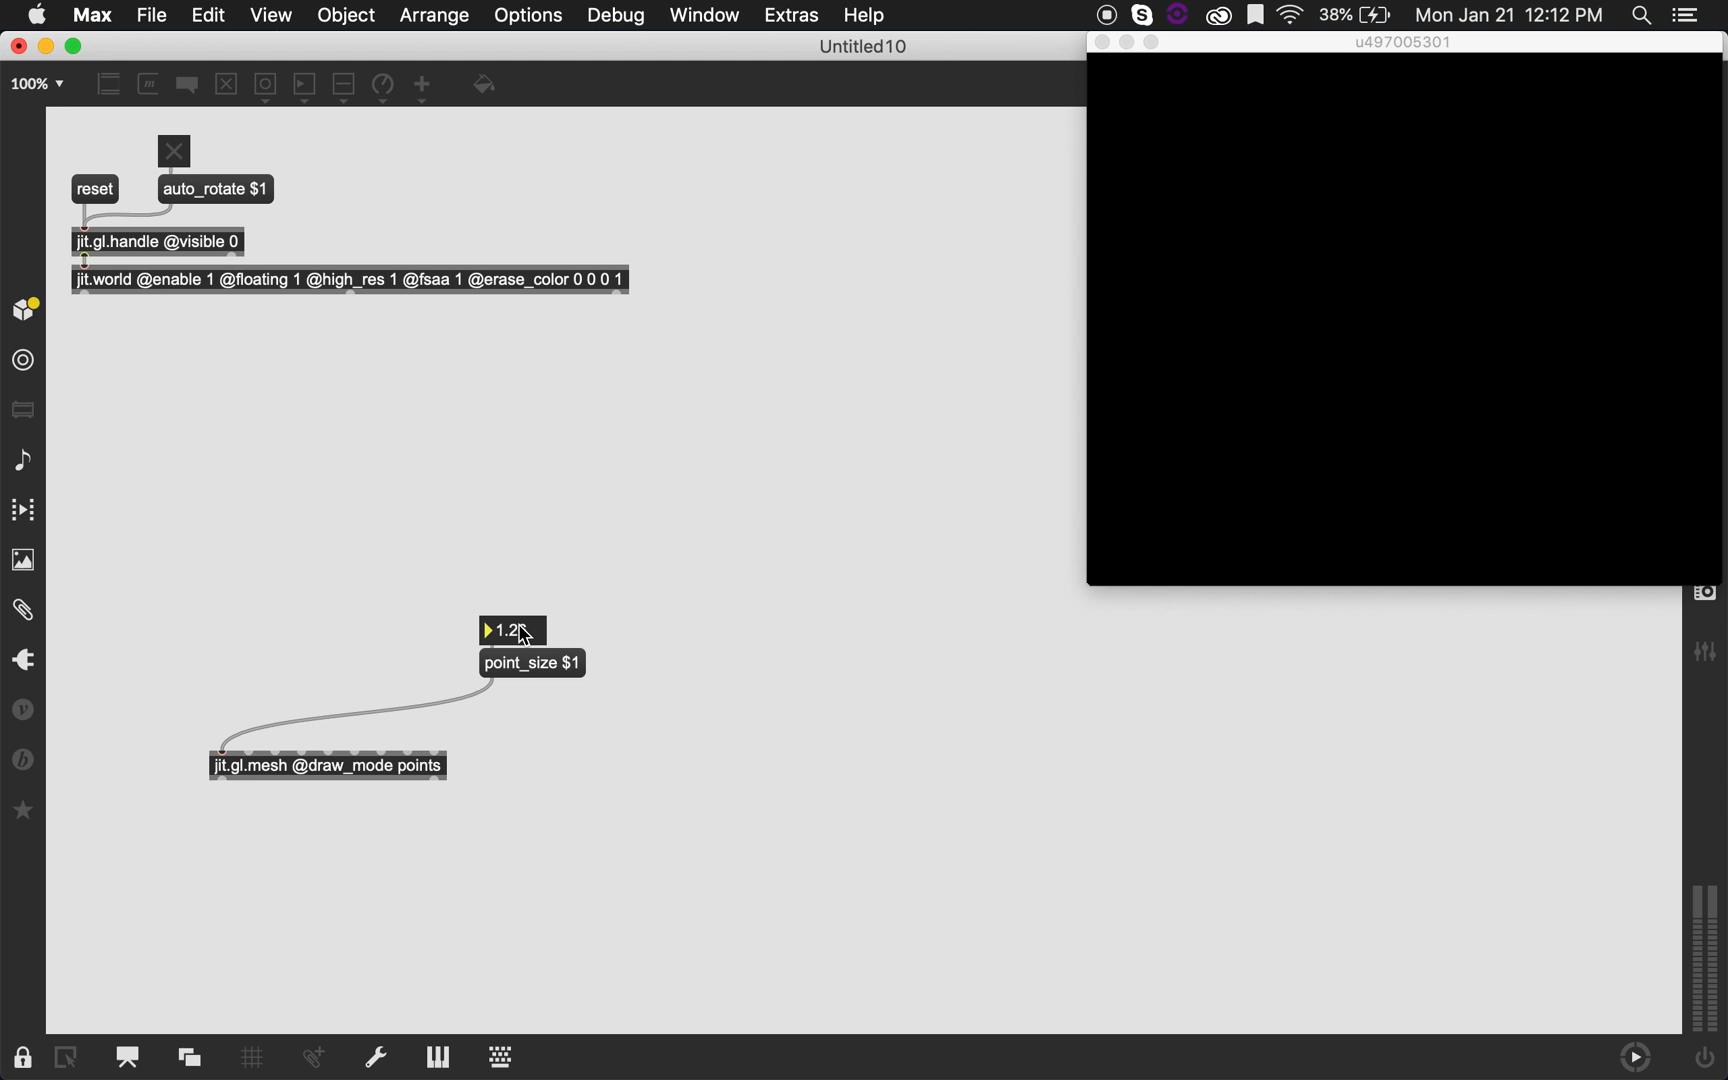 Max File Edit View Object Arrange Options Debug Window Extras Help 38% Mon Jan 21 12:12 PM
Untitled10
u497005301
100%
reset
auto_rotate $1
jit.gl.handle @visible 0
jit.world @enable 1 @floating 1 @high_res 1 @fsaa 1 @erase_color 0 0 0 1
point_size $1
jit.gl.mesh @draw_mode points